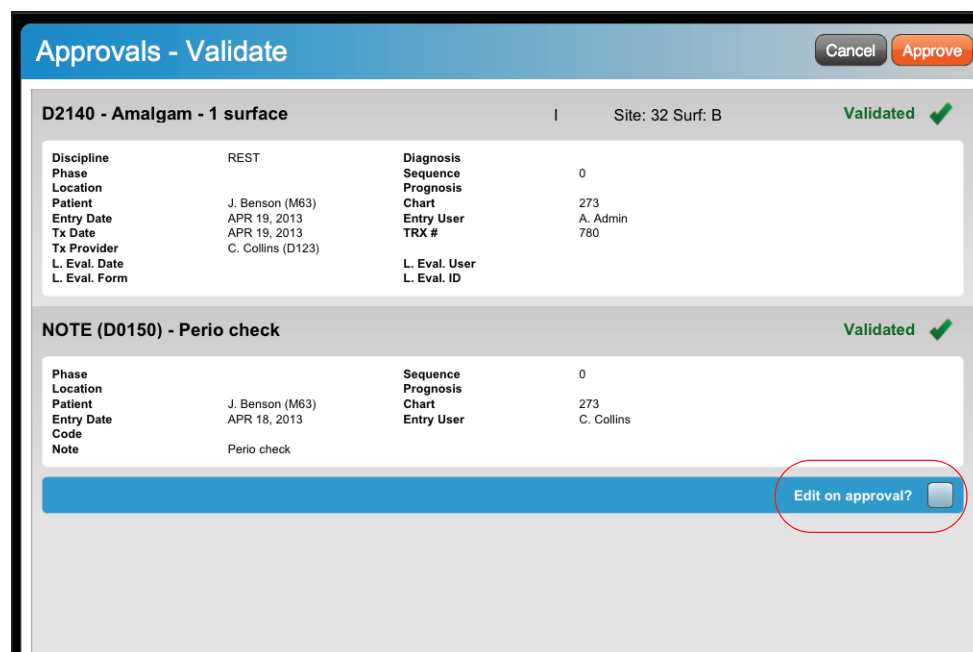 Approvals - Validate Cancel Approve
D2140 - Amalgam - 1 surface I Site: 32 Surf: B Validated
Discipline REST Diagnosis
Phase Sequence 0
Location Prognosis
Patient J. Benson (M63) Chart 273
Entry Date APR 19, 2013 Entry User A. Admin
Tx Date APR 19, 2013 TRX # 780
Tx Provider C. Collins (D123)
L. Eval. Date L. Eval. User
L. Eval. Form L. Eval. ID
NOTE (D0150) - Perio check Validated
Phase Sequence 0
Location Prognosis
Patient J. Benson (M63) Chart 273
Entry Date APR 18, 2013 Entry User C. Collins
Code
Note Perio check
Edit on approval?